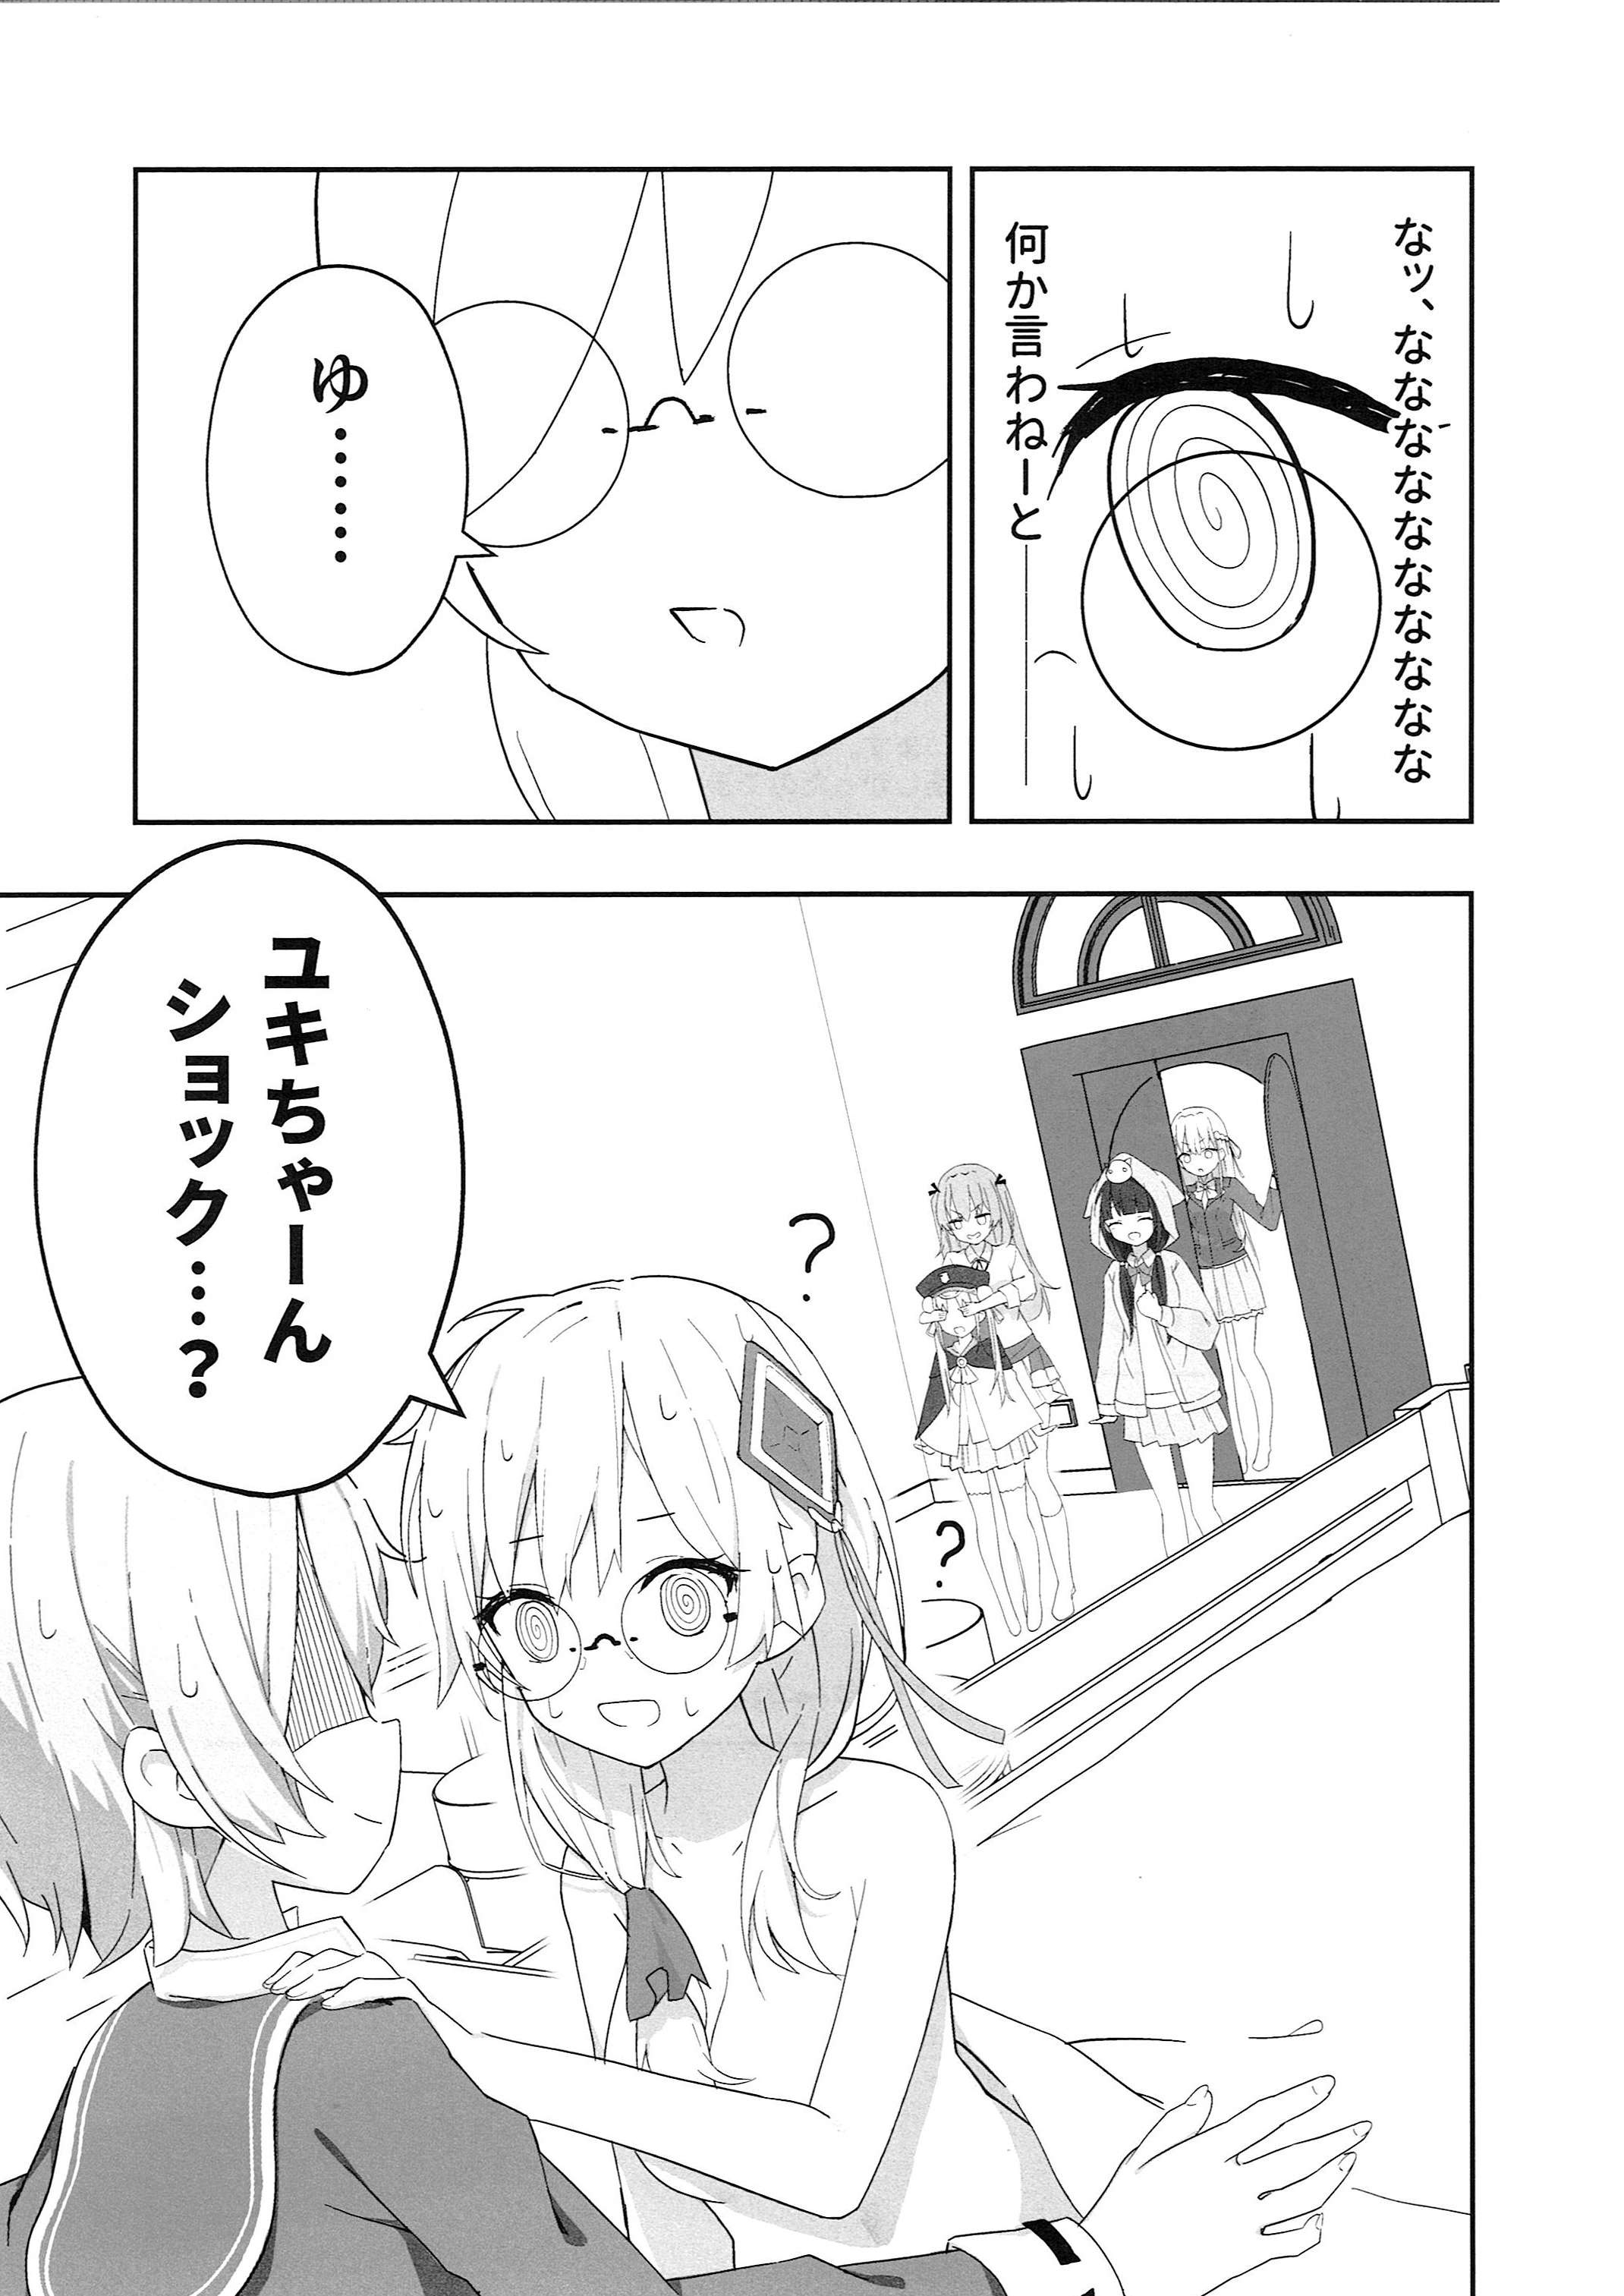 なッ、なななななななななな
何か言わねーと――――
ゆ………
ユキちゃーん
ショック……?
?
?